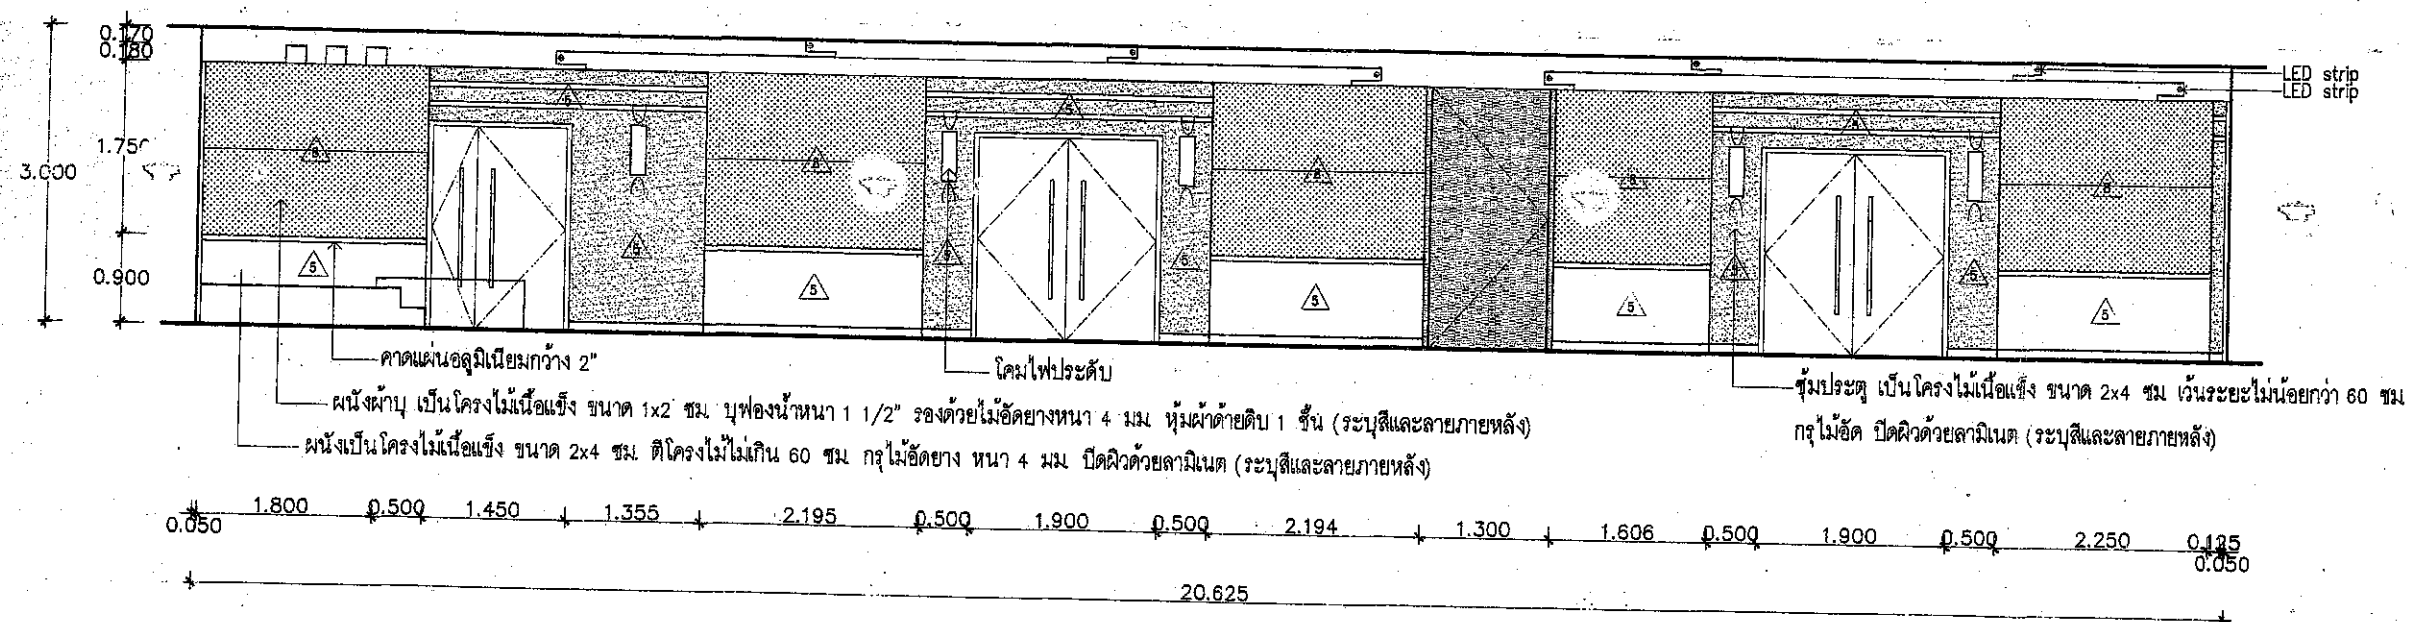 0.170
0.180
LED strip
LED strip
1.750
3.000
0.900
8
8
8
8
8
5
5
5
5
5
5
5
5
5
คาดแผ่นอลูมิเนียมกว้าง 2"
โคมไฟประดับ
ผนังผ้าบุ เป็นโครงไม้เนื้อแข็ง ขนาด 1x2 ซม. บุฟองน้ำหนา 1 1/2" รองด้วยไม้อัดยางหนา 4 มม. หุ้มผ้าด้ายดิบ 1 ชั้น (ระบุสีและลายภายหลัง)
ผนังเป็นโครงไม้เนื้อแข็ง ขนาด 2x4 ซม. ตีโครงไม้ไม่เกิน 60 ซม. กรุไม้อัดยาง หนา 4 มม. ปิดผิวด้วยลามิเนต (ระบุสีและลายภายหลัง)
ซุ้มประตู เป็นโครงไม้เนื้อแข็ง ขนาด 2x4 ซม. เว้นระยะไม่น้อยกว่า 60 ซม.
กรุไม้อัด ปิดผิวด้วยลามิเนต (ระบุสีและลายภายหลัง)
0.050 1.800 0.500 1.450 1.355 2.195 0.500 1.900 0.500 2.194 1.300 1.606 0.500 1.900 0.500 2.250 0.125
0.050
20.625